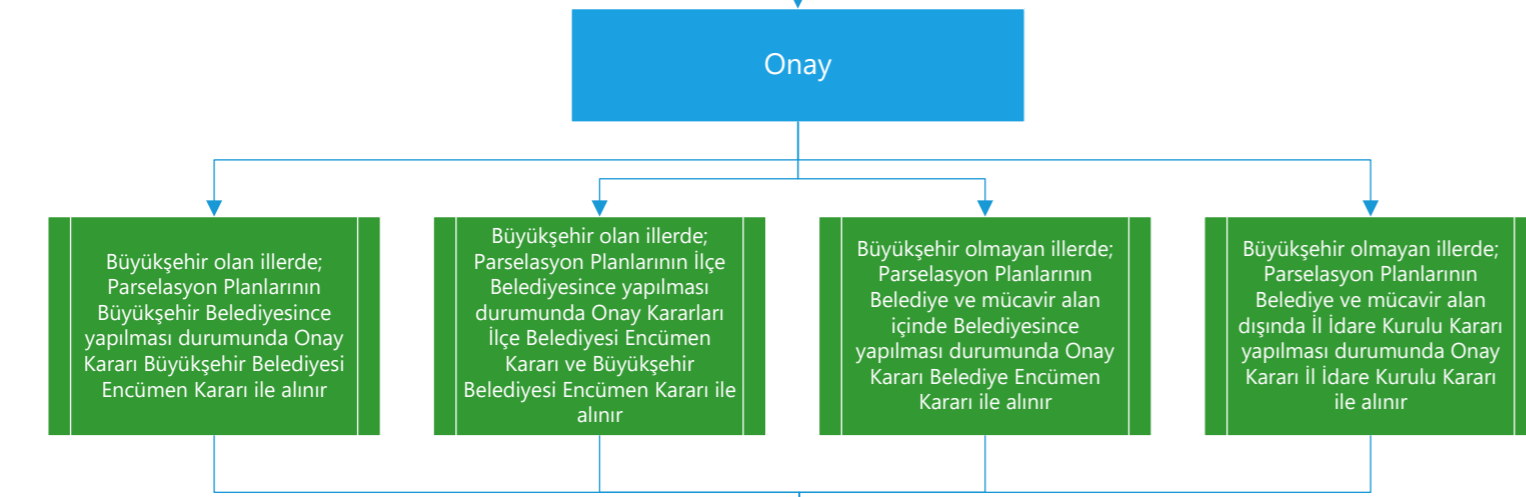 Onay
Büyükşehir olan illerde;
Parselasyon Planlarının
Büyükşehir Belediyesince
yapılması durumunda Onay
Kararı Büyükşehir Belediyesi
Encümen Kararı ile alınır
Büyükşehir olan illerde;
Parselasyon Planlarının İlçe
Belediyesince yapılması
durumunda Onay Kararları
İlçe Belediyesi Encümen
Kararı ve Büyükşehir
Belediyesi Encümen Kararı ile
alınır
Büyükşehir olmayan illerde;
Parselasyon Planlarının
Belediye ve mücavir alan
içinde Belediyesince
yapılması durumunda Onay
Kararı Belediye Encümen
Kararı ile alınır
Büyükşehir olmayan illerde;
Parselasyon Planlarının
Belediye ve mücavir alan
dışında İl İdare Kurulu Kararı
yapılması durumunda Onay
Kararı İl İdare Kurulu Kararı
ile alınır